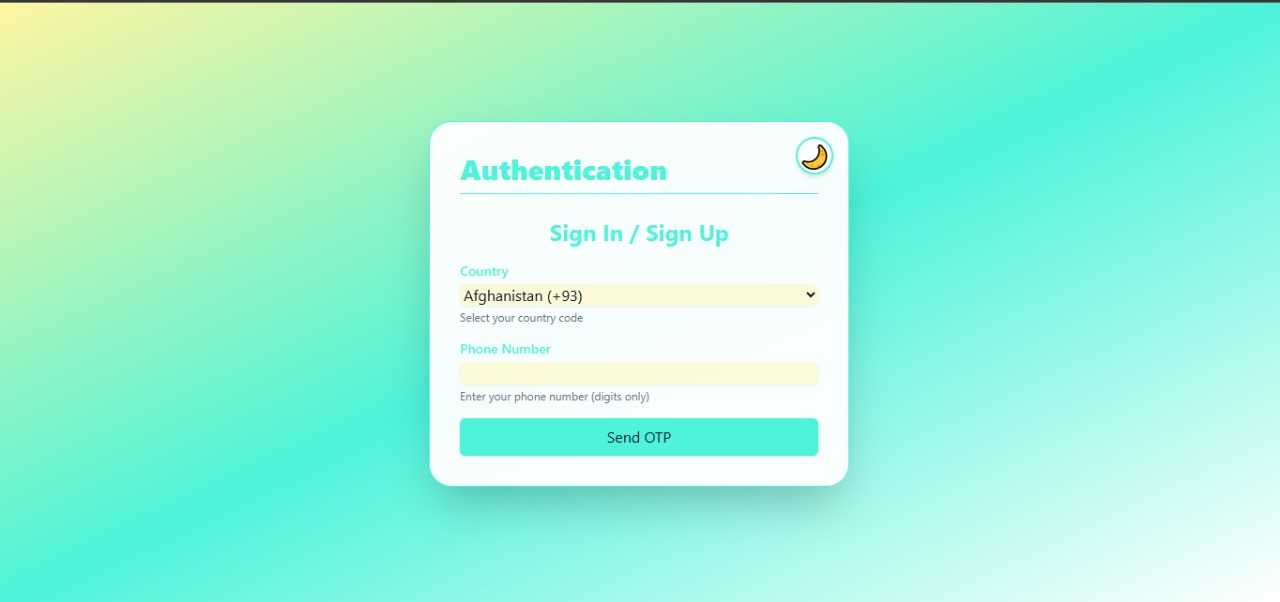 Authentication
Sign In / Sign Up
Country
Afghanistan (+93)
Select your country code
Phone Number
Enter your phone number (digits only)
Send OTP